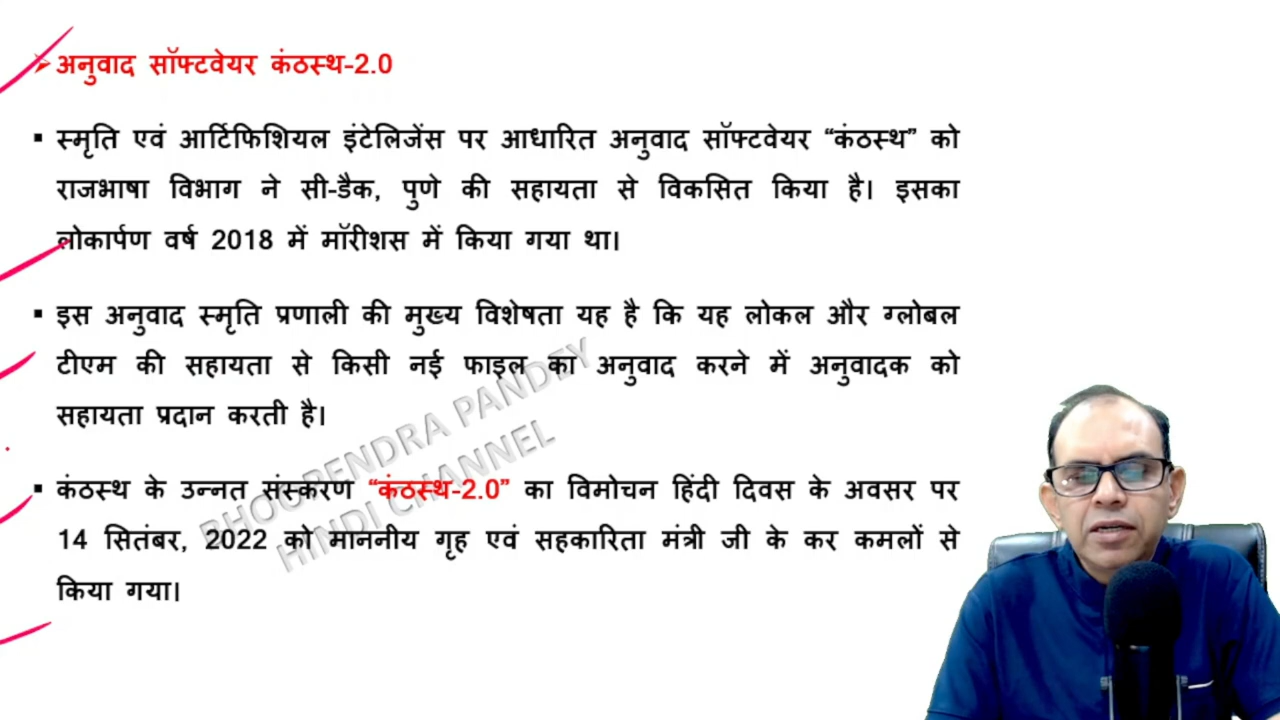 ➢ अनुवाद सॉफ्टवेयर कंठस्थ-2.0
▪ स्मृति एवं आर्टिफिशियल इंटेलिजेंस पर आधारित अनुवाद सॉफ्टवेयर “कंठस्थ” को
राजभाषा विभाग ने सी-डैक, पुणे की सहायता से विकसित किया है। इसका
लोकार्पण वर्ष 2018 में मॉरीशस में किया गया था।
▪ इस अनुवाद स्मृति प्रणाली की मुख्य विशेषता यह है कि यह लोकल और ग्लोबल
टीएम की सहायता से किसी नई फाइल का अनुवाद करने में अनुवादक को
सहायता प्रदान करती है।
▪ कंठस्थ के उन्नत संस्करण “कंठस्थ-2.0” का विमोचन हिंदी दिवस के अवसर पर
14 सितंबर, 2022 को माननीय गृह एवं सहकारिता मंत्री जी के कर कमलों से
किया गया।
BHOOPENDRA PANDEY
HINDI CHANNEL